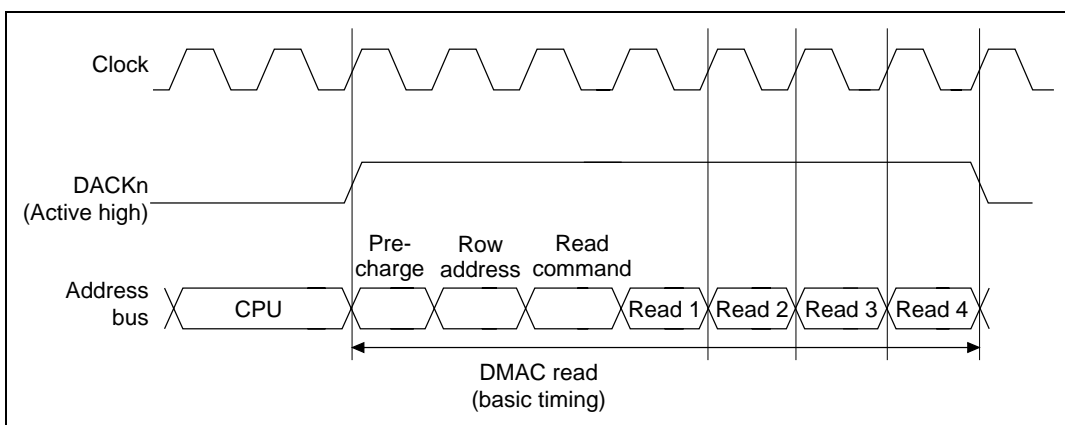 Clock
DACKn
(Active high)
Pre-
charge
Row
address
Read
command
Address
bus
CPU
Read 1
Read 2
Read 3
Read 4
DMAC read
(basic timing)